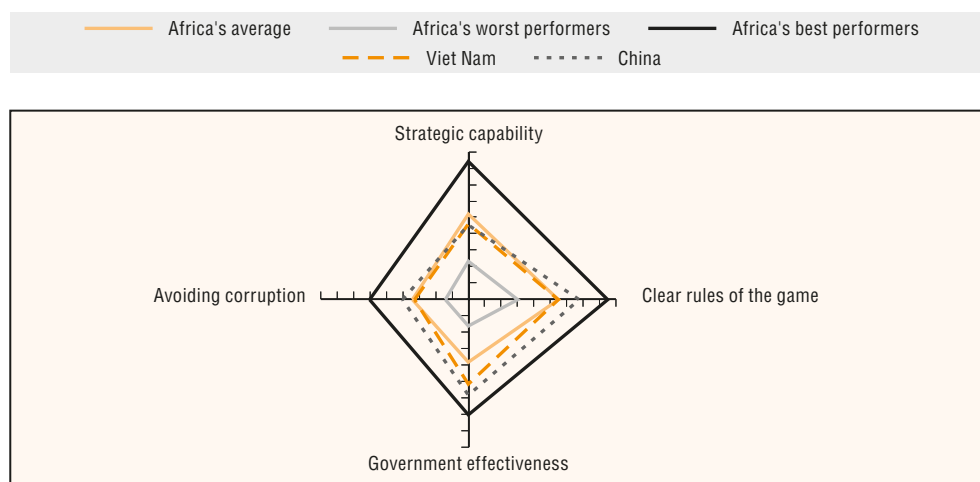 Africa's average Africa's worst performers Africa's best performers
Viet Nam China
Strategic capability
Avoiding corruption Clear rules of the game
Government effectiveness